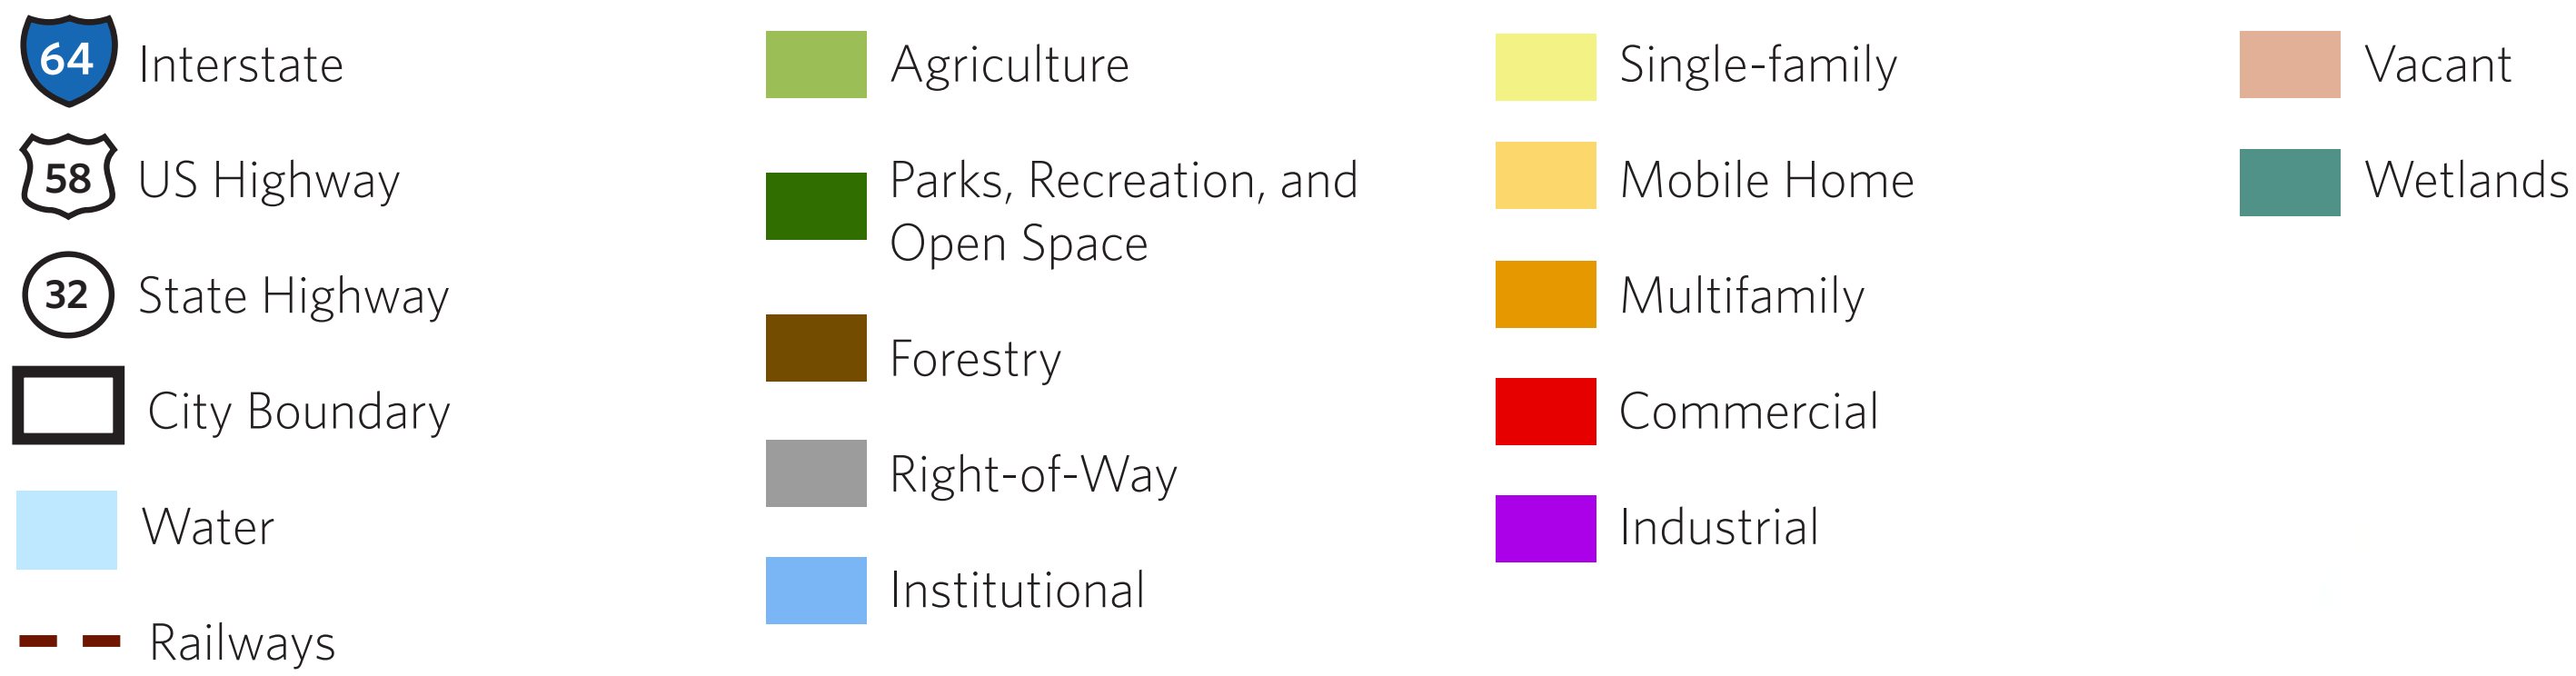 64 Interstate
58 US Highway
32 State Highway
City Boundary
Water
Railways
Agriculture
Parks, Recreation, and
Open Space
Forestry
Right-of-Way
Institutional
Single-family
Mobile Home
Multifamily
Commercial
Industrial
Vacant
Wetlands